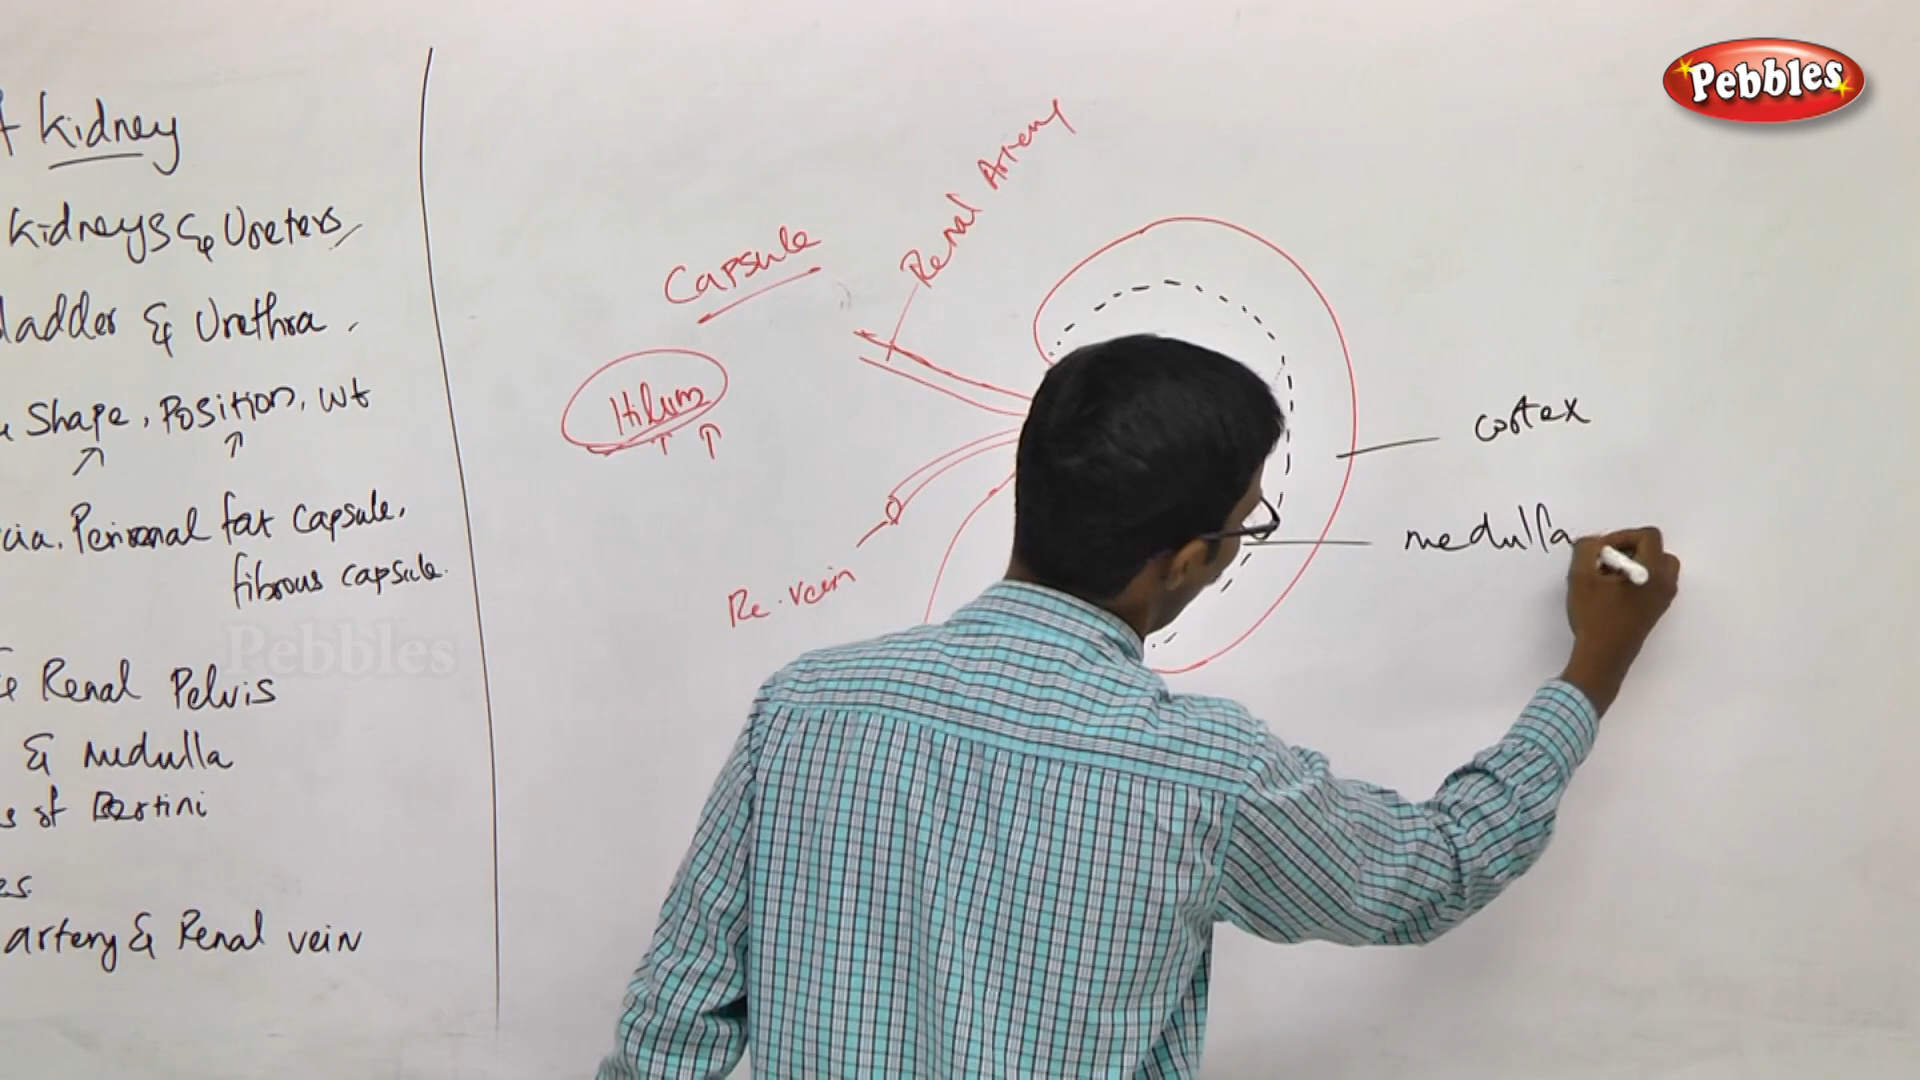 Kidney
Kidneys & Ureters
ladder & Urethra
Shape, Position, Wt
cia, Perirenal fat capsule,
fibrous capsule.
Pebbles
& Renal Pelvis
& Medulla
s of Bertini
es
artery & Renal vein
Capsule
Renal Artery
Hilum
Re. vein
cortex
medulla
Pebbles